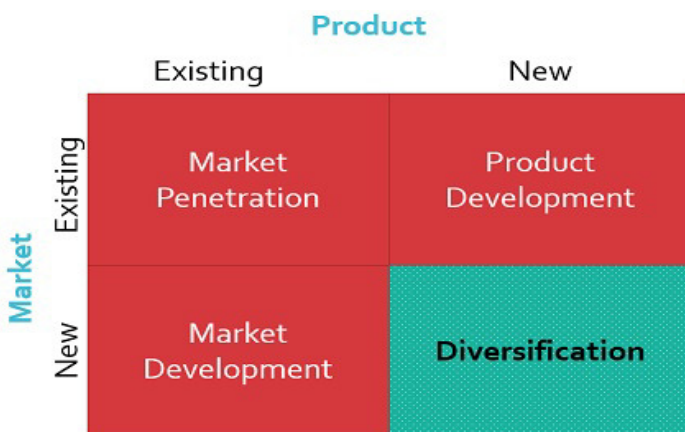 Product
Existing New
Market
Existing
Market
Penetration
Product
Development
New
Market
Development
Diversification